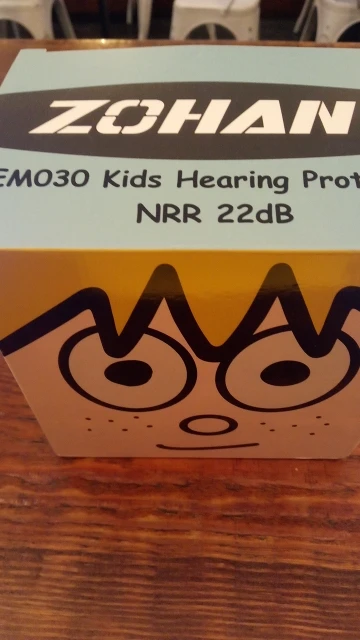 ZOHAN
EM030 Kids Hearing Prot
NRR 22dB